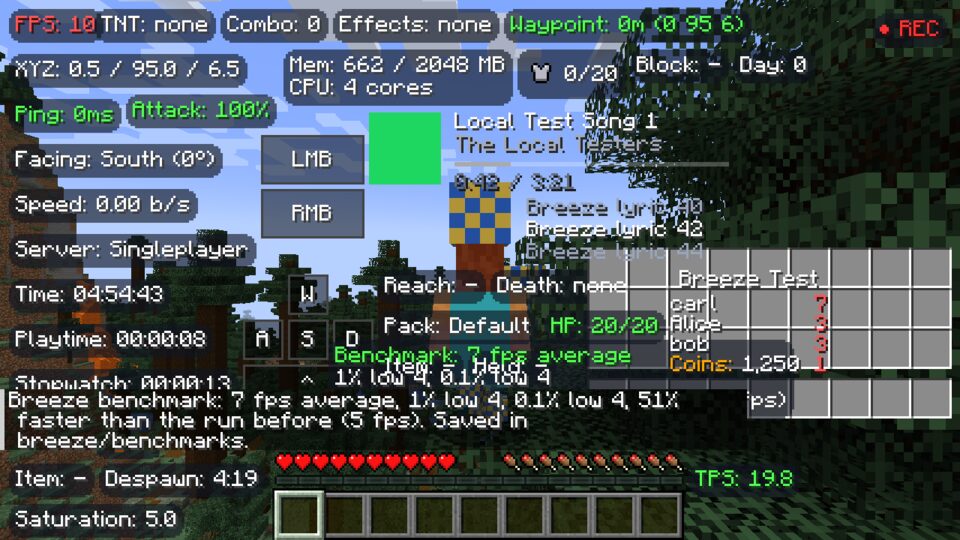 FPS: 10
TNT: none
Combo: 0
Effects: none
Waypoint: 0m (0 95 6)
● REC
XYZ: 0.5 / 95.0 / 6.5
Mem: 662 / 2048 MB
CPU: 4 cores
0/20
Block: -
Day: 0
Ping: 0ms
Attack: 100%
Local Test Song 1
The Local Testers
LMB
Facing: South (0°)
0:42 / 3:21
Speed: 0.00 b/s
RMB
Breeze lyric 40
Breeze lyric 42
Breeze lyric 44
Server: Singleplayer
Time: 04:54:43
W
Reach: -
Death: none
Breeze Test
carl 7
Alice 3
bob 3
Coins: 1,250 1
Playtime: 00:00:08
A
S
D
Pack: Default
HP: 20/20
Benchmark: 7 fps average
1% low 4, 0.1% low 4
Stopwatch: 00:00:13
Breeze benchmark: 7 fps average, 1% low 4, 0.1% low 4, 51%
faster than the run before (5 fps). Saved in
breeze/benchmarks.
fps)
Item: -
Despawn: 4:19
TPS: 19.8
Saturation: 5.0